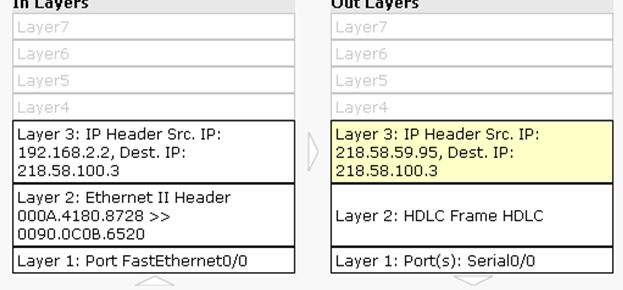 In Layers
Layer7
Layer6
Layer5
Layer4
Layer 3: IP Header Src. IP:
192.168.2.2, Dest. IP:
218.58.100.3
Layer 2: Ethernet II Header
000A.4180.8728 >>
0090.0C0B.6520
Layer 1: Port FastEthernet0/0
Out Layers
Layer7
Layer6
Layer5
Layer4
Layer 3: IP Header Src. IP:
218.58.59.95, Dest. IP:
218.58.100.3
Layer 2: HDLC Frame HDLC
Layer 1: Port(s): Serial0/0